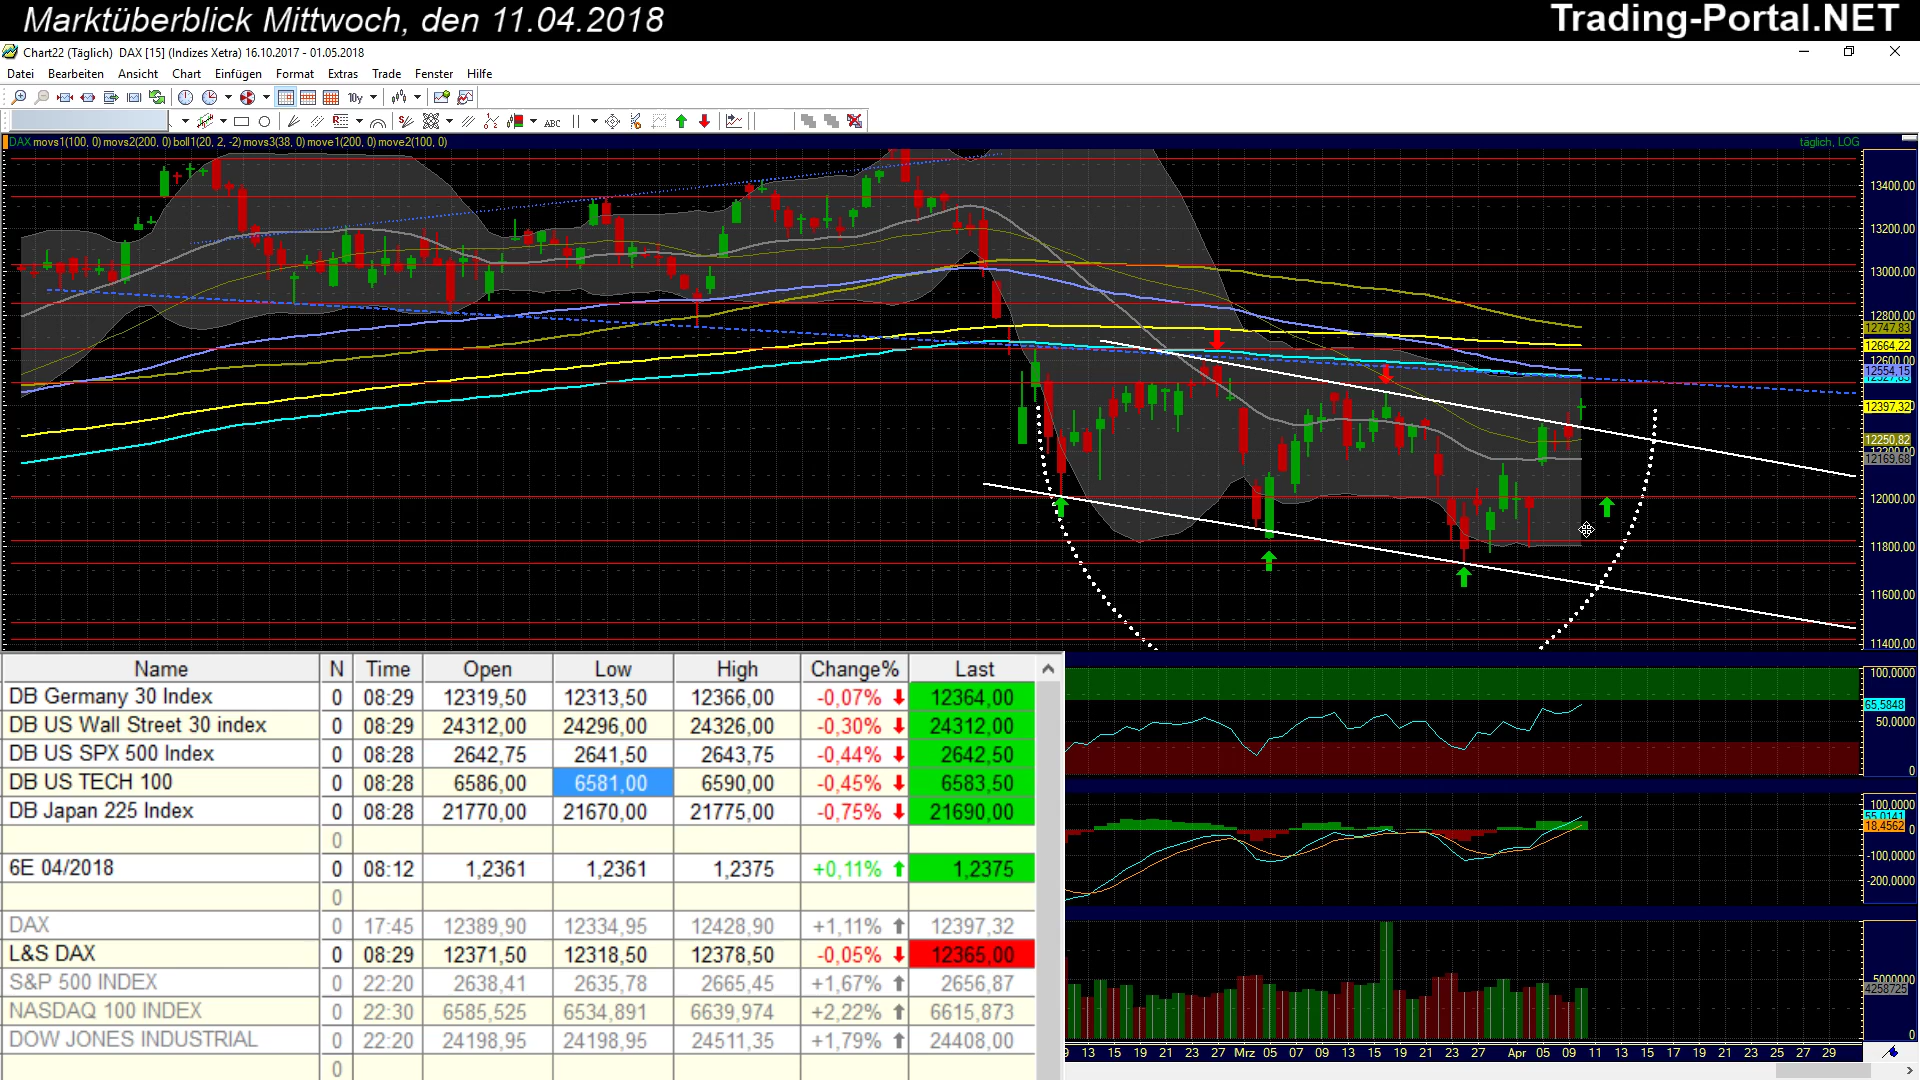 Marktüberblick Mittwoch, den 11.04.2018
Trading-Portal.NET
Chart22 (Täglich) DAX [15] (Indizes Xetra) 16.10.2017 - 01.05.2018
Datei Bearbeiten Ansicht Chart Einfügen Format Extras Trade Fenster Hilfe
10y
ABC
DAX movs1(100, 0) movs2(200, 0) boll1(20, 2, -2) movs3(38, 0) move1(200, 0) move2(100, 0)
täglich, LOG
13400,00
13200,00
13000,00
12800,00
12747,83
12664,22
12600,00
12554,15
12397,32
12250,82
12169,68
12000,00
11800,00
11600,00
11400,00
Name N Time Open Low High Change% Last
DB Germany 30 Index 0 08:29 12319,50 12313,50 12366,00 -0,07% 12364,00
DB US Wall Street 30 index 0 08:29 24312,00 24296,00 24326,00 -0,30% 24312,00
DB US SPX 500 Index 0 08:28 2642,75 2641,50 2643,75 -0,44% 2642,50
DB US TECH 100 0 08:28 6586,00 6581,00 6590,00 -0,45% 6583,50
DB Japan 225 Index 0 08:28 21770,00 21670,00 21775,00 -0,75% 21690,00
0
6E 04/2018 0 08:12 1,2361 1,2361 1,2375 +0,11% 1,2375
0
DAX 0 17:45 12389,90 12334,95 12428,90 +1,11% 12397,32
L&S DAX 0 08:29 12371,50 12318,50 12378,50 -0,05% 12365,00
S&P 500 INDEX 0 22:20 2638,41 2635,78 2665,45 +1,67% 2656,87
NASDAQ 100 INDEX 0 22:30 6585,525 6534,891 6639,974 +2,22% 6615,873
DOW JONES INDUSTRIAL 0 22:20 24198,95 24198,95 24511,35 +1,79% 24408,00
0
100,0000
65,5848
50,0000
0
100,0000
55,0141
18,4562
0
-100,0000
-200,0000
5000000
4258725
0
9 13 15 19 21 23 27 Mrz 05 07 09 13 15 19 21 23 27 Apr 05 09 11 13 15 17 19 21 23 25 27 29